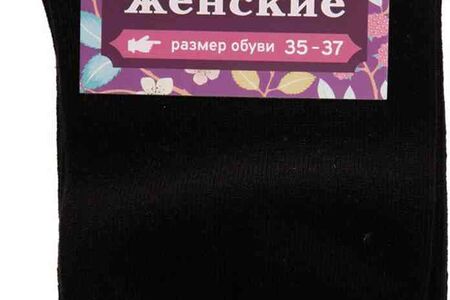 женские
размер обуви 35-37